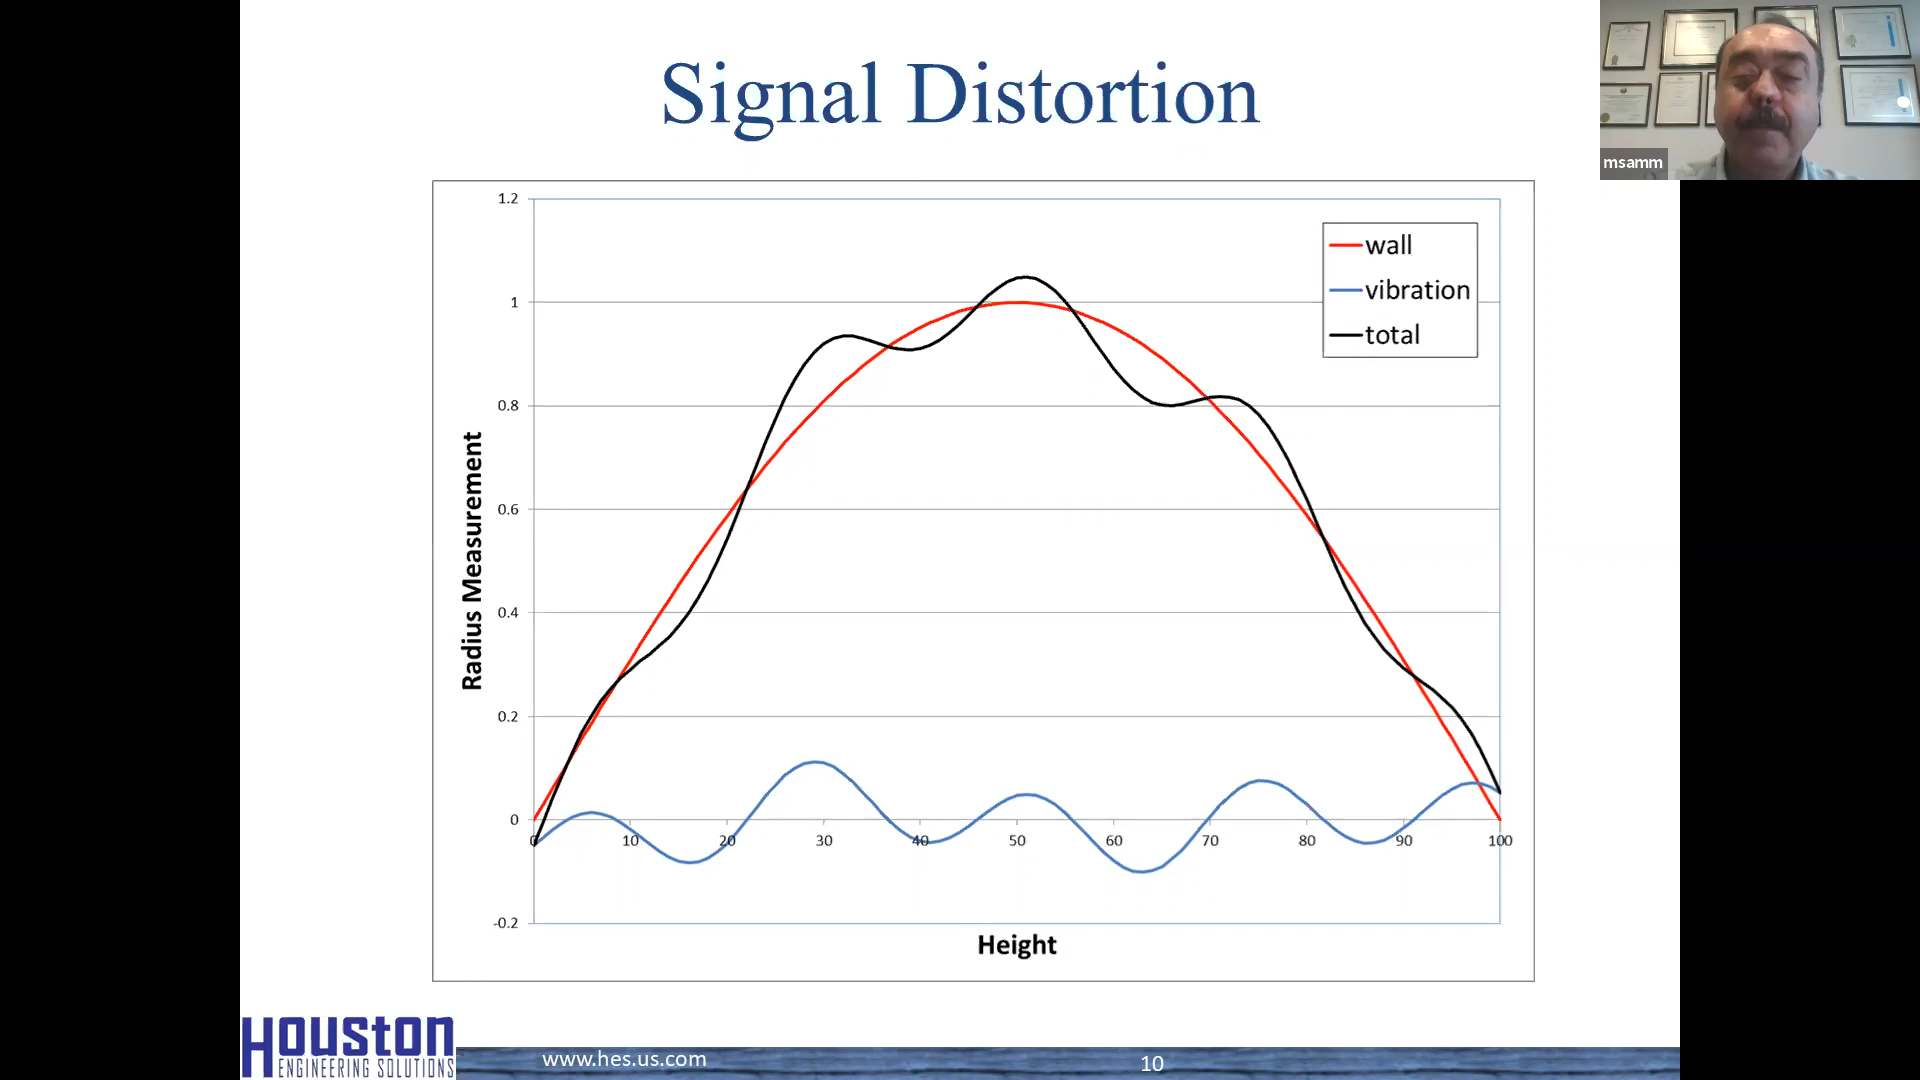 Signal Distortion
msamm
1.2
1
0.8
0.6
0.4
0.2
0
-0.2
Radius Measurement
wall
vibration
total
0 10 20 30 40 50 60 70 80 90 100
Height
Houston
ENGINEERING SOLUTIONS
www.hes.us.com
10